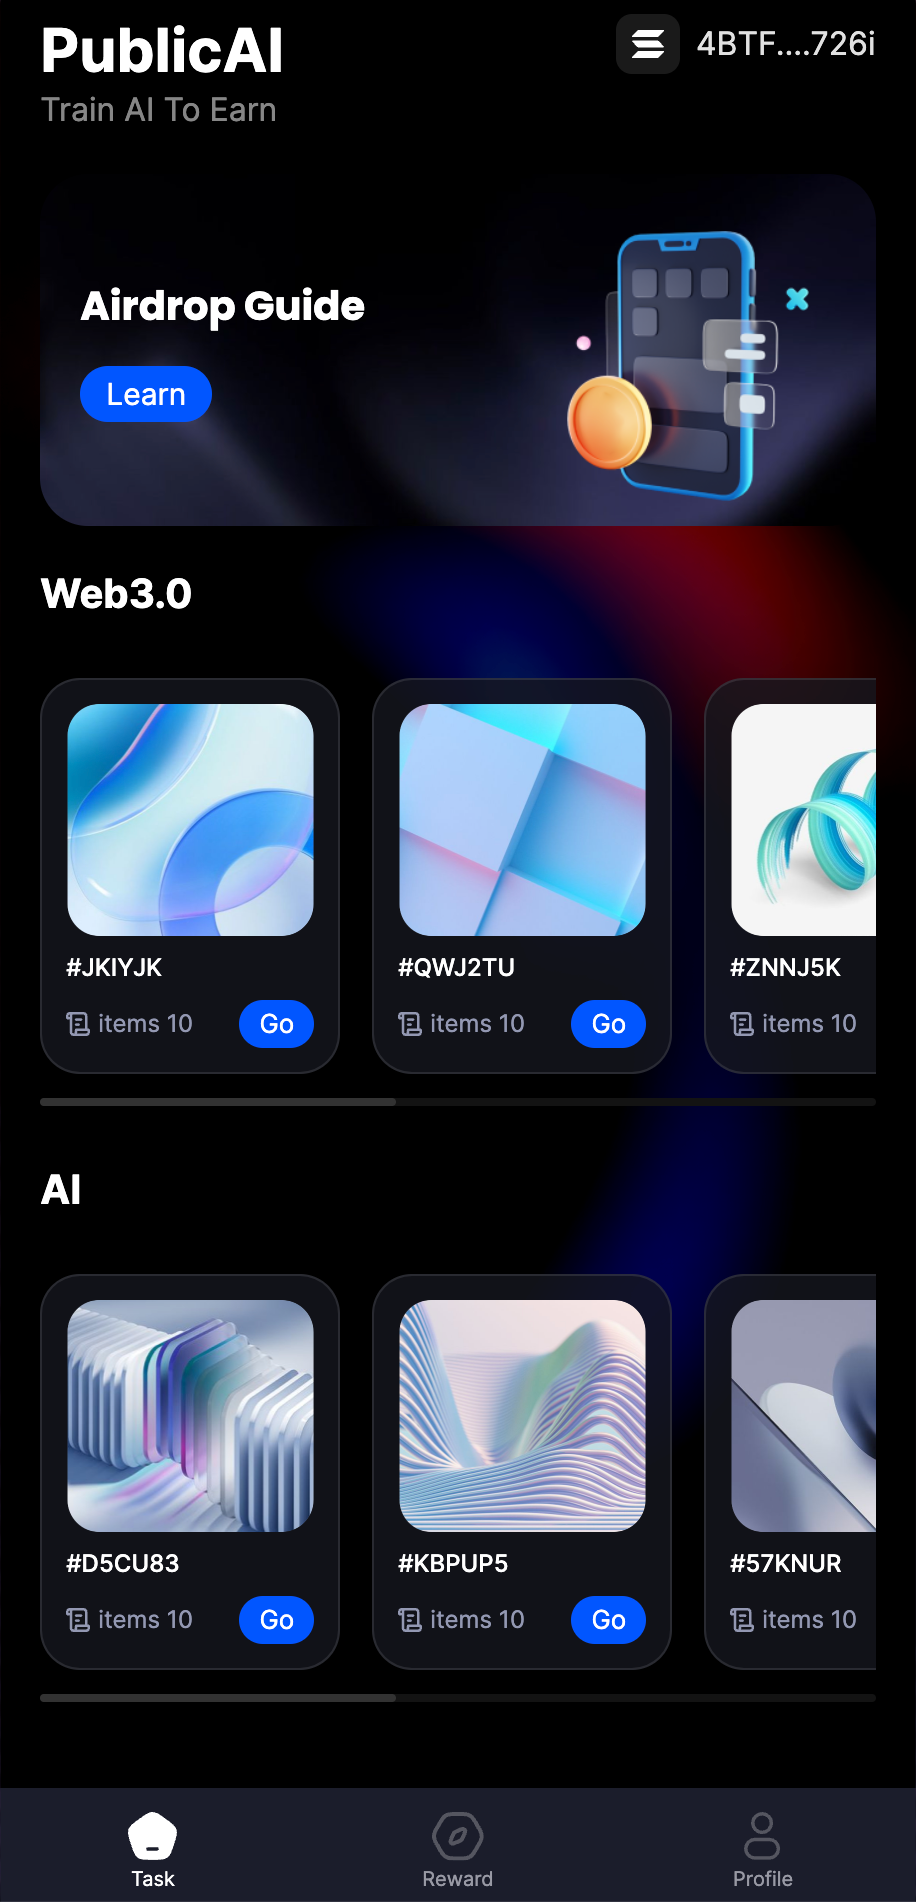 PublicAI
4BTF....726i
Train AI To Earn
Airdrop Guide
Learn
Web3.0
#JKIYJK
#QWJ2TU
#ZNNJ5K
items 10
Go
items 10
Go
items 10
AI
#D5CU83
#KBPUP5
#57KNUR
items 10
Go
items 10
Go
items 10
Task
Reward
Profile